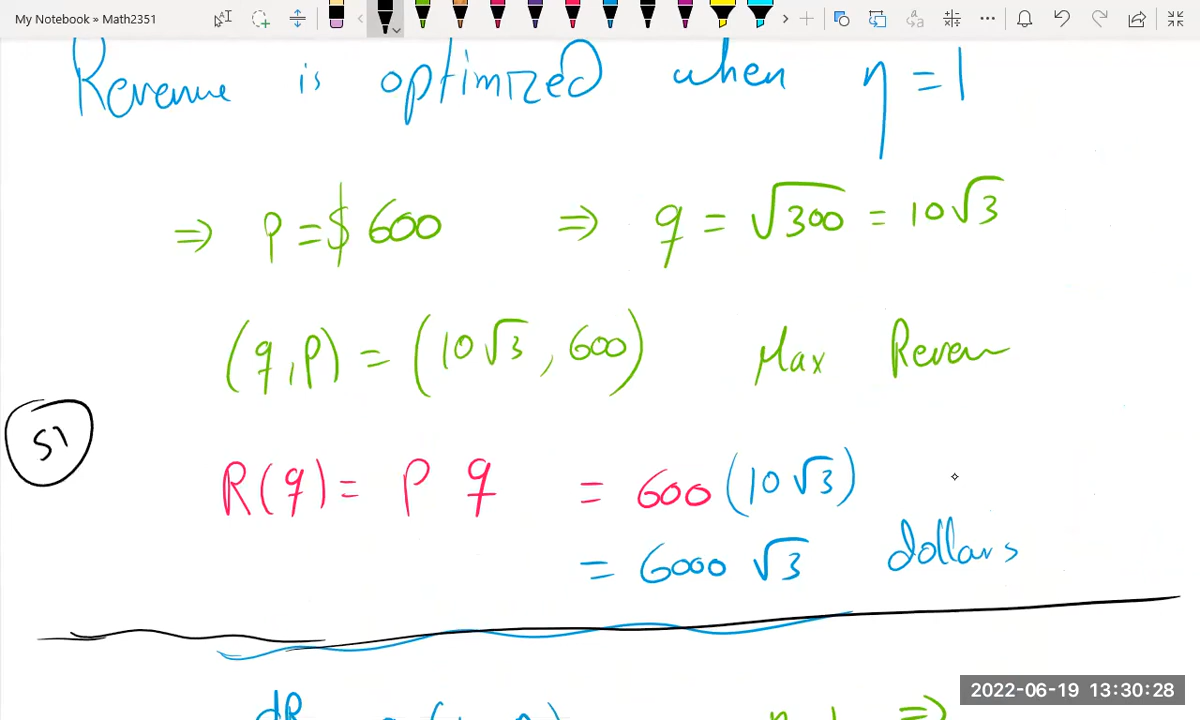 My Notebook » Math2351
Revenue is optimized when η = 1
⇒ p = $ 600 ⇒ q = √300 = 10√3
(q, p) = (10√3, 600) Max Reven
51
R(q) = P q = 600 (10√3)
= 6000 √3 dollars
dR
2022-06-19 13:30:28